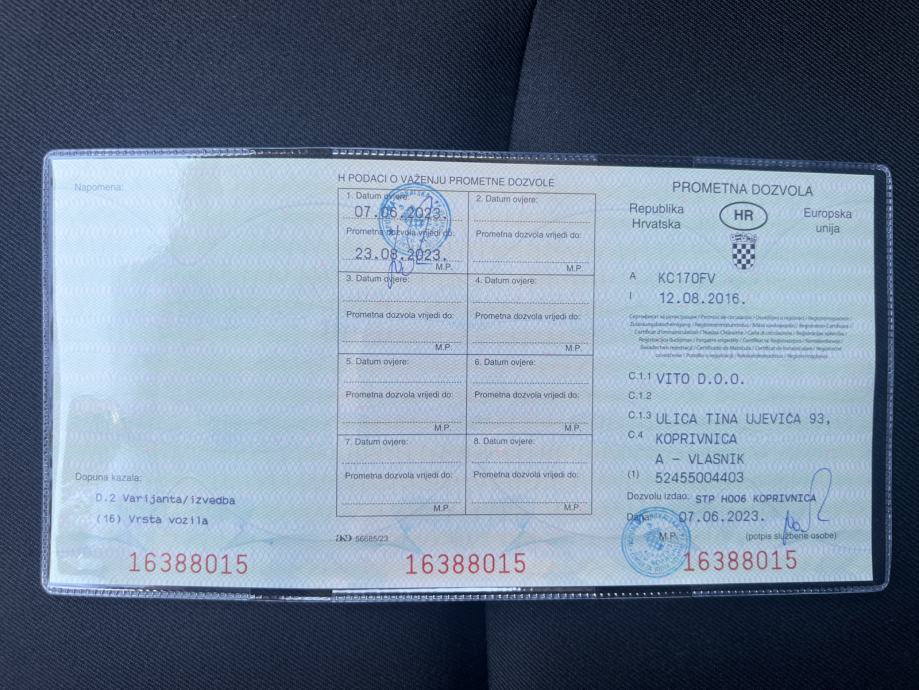 Napomena:
Dopuna kazala:
D.2 Varijanta/izvedba
(16) Vrsta vozila
16388015
H PODACI O VAŽENJU PROMETNE DOZVOLE
1. Datum ovjere:
07.06.2023.
Prometna dozvola vrijedi do:
23.08.2023.
M.P.
2. Datum ovjere:
Prometna dozvola vrijedi do:
M.P.
3. Datum ovjere:
Prometna dozvola vrijedi do:
M.P.
4. Datum ovjere:
Prometna dozvola vrijedi do:
M.P.
5. Datum ovjere:
Prometna dozvola vrijedi do:
M.P.
6. Datum ovjere:
Prometna dozvola vrijedi do:
M.P.
7. Datum ovjere:
Prometna dozvola vrijedi do:
M.P.
8. Datum ovjere:
Prometna dozvola vrijedi do:
M.P.
AKD 56685/23
16388015
PROMETNA DOZVOLA
Republika
Hrvatska
HR
Europska
unija
A KC170FV
I 12.08.2016.
C.1.1 VITO D.O.O.
C.1.2
C.1.3 ULICA TINA UJEVIĆA 93,
C.4 KOPRIVNICA
A - VLASNIK
(1) 52455004403
Dozvolu izdao: STP H006 KOPRIVNICA
Dana: 07.06.2023.
M.P.
(potpis službene osobe)
16388015